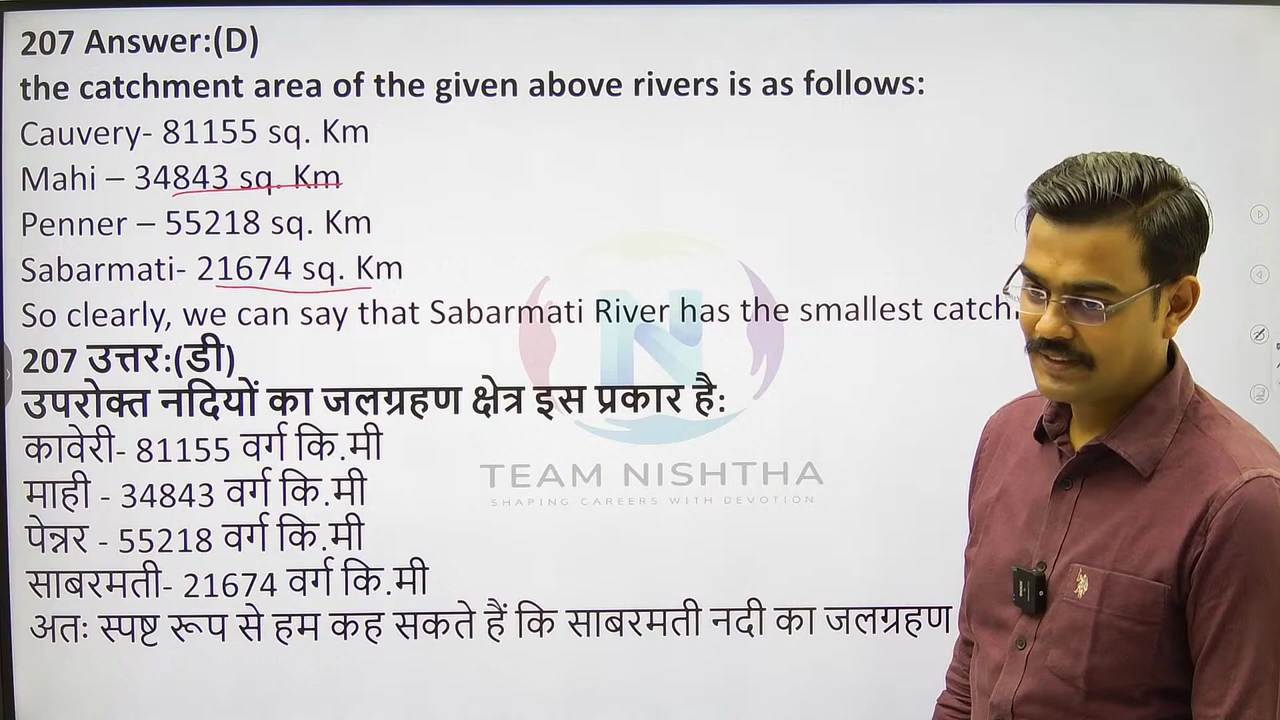 207 Answer:(D)
the catchment area of the given above rivers is as follows:
Cauvery- 81155 sq. Km
Mahi – 34843 sq. Km
Penner – 55218 sq. Km
Sabarmati- 21674 sq. Km
So clearly, we can say that Sabarmati River has the smallest catch
207 उत्तर:(डी)
उपरोक्त नदियों का जलग्रहण क्षेत्र इस प्रकार है:
कावेरी- 81155 वर्ग कि.मी
माही - 34843 वर्ग कि.मी
पेन्नर - 55218 वर्ग कि.मी
साबरमती- 21674 वर्ग कि.मी
अतः स्पष्ट रूप से हम कह सकते हैं कि साबरमती नदी का जलग्रहण
TEAM NISHTHA
SHAPING CAREERS WITH DEVOTION